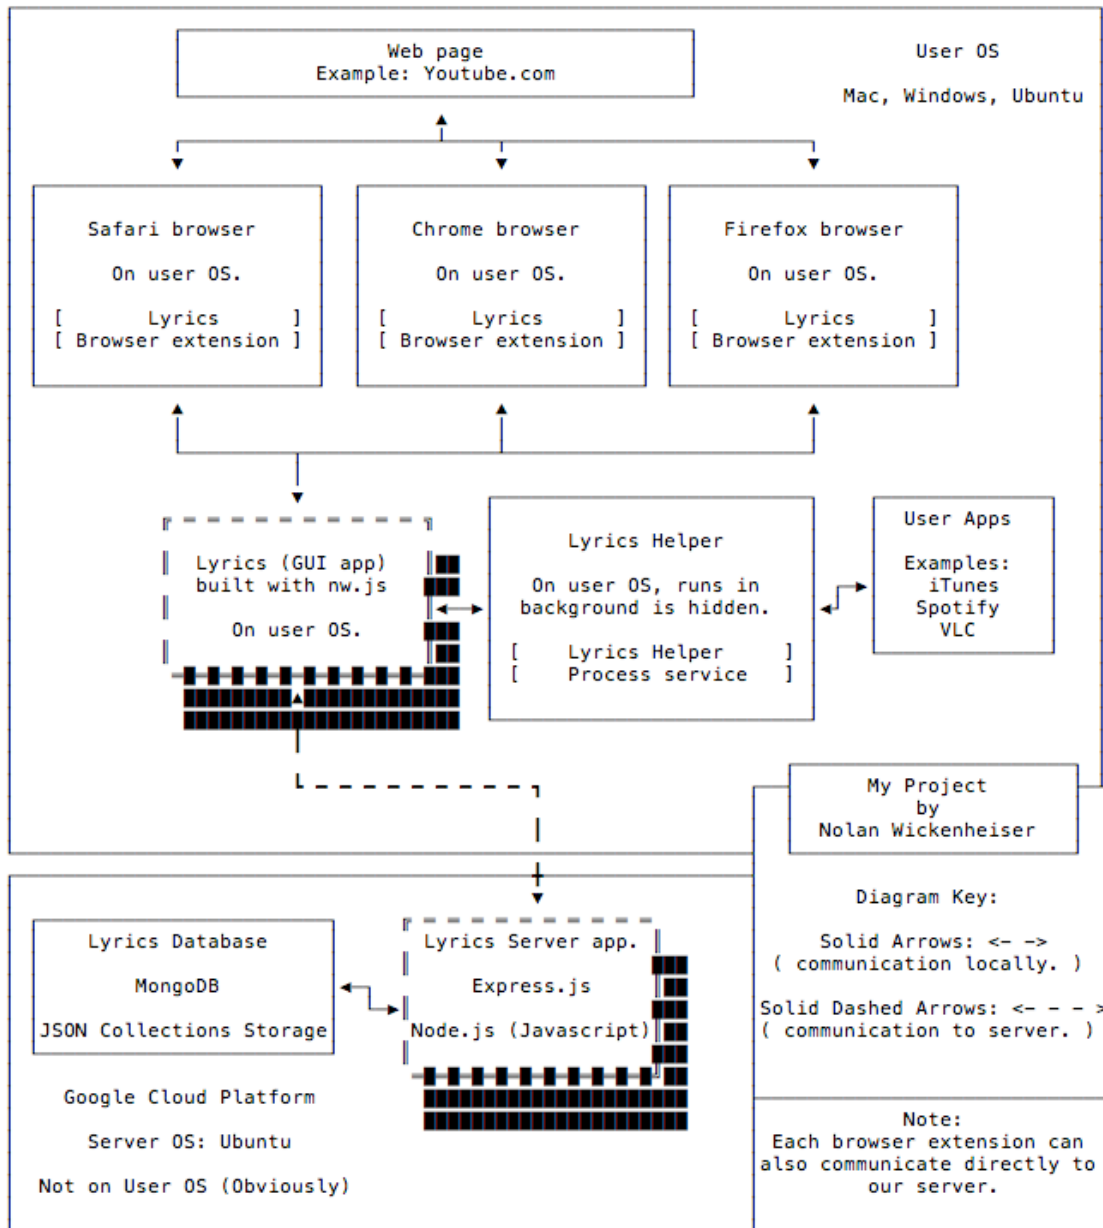 Web page
Example: Youtube.com
User OS
Mac, Windows, Ubuntu
Safari browser
On user OS.
[ Lyrics ]
[ Browser extension ]
Chrome browser
On user OS.
[ Lyrics ]
[ Browser extension ]
Firefox browser
On user OS.
[ Lyrics ]
[ Browser extension ]
Lyrics (GUI app)
built with nw.js
On user OS.
Lyrics Helper
On user OS, runs in
background is hidden.
[ Lyrics Helper ]
[ Process service ]
User Apps
Examples:
iTunes
Spotify
VLC
My Project
by
Nolan Wickenheiser
Diagram Key:
Solid Arrows: <- ->
( communication locally. )
Solid Dashed Arrows: <- - - >
( communication to server. )
Lyrics Database
MongoDB
JSON Collections Storage
Lyrics Server app.
Express.js
Node.js (Javascript)
Google Cloud Platform
Server OS: Ubuntu
Not on User OS (Obviously)
Note:
Each browser extension can
also communicate directly to
our server.